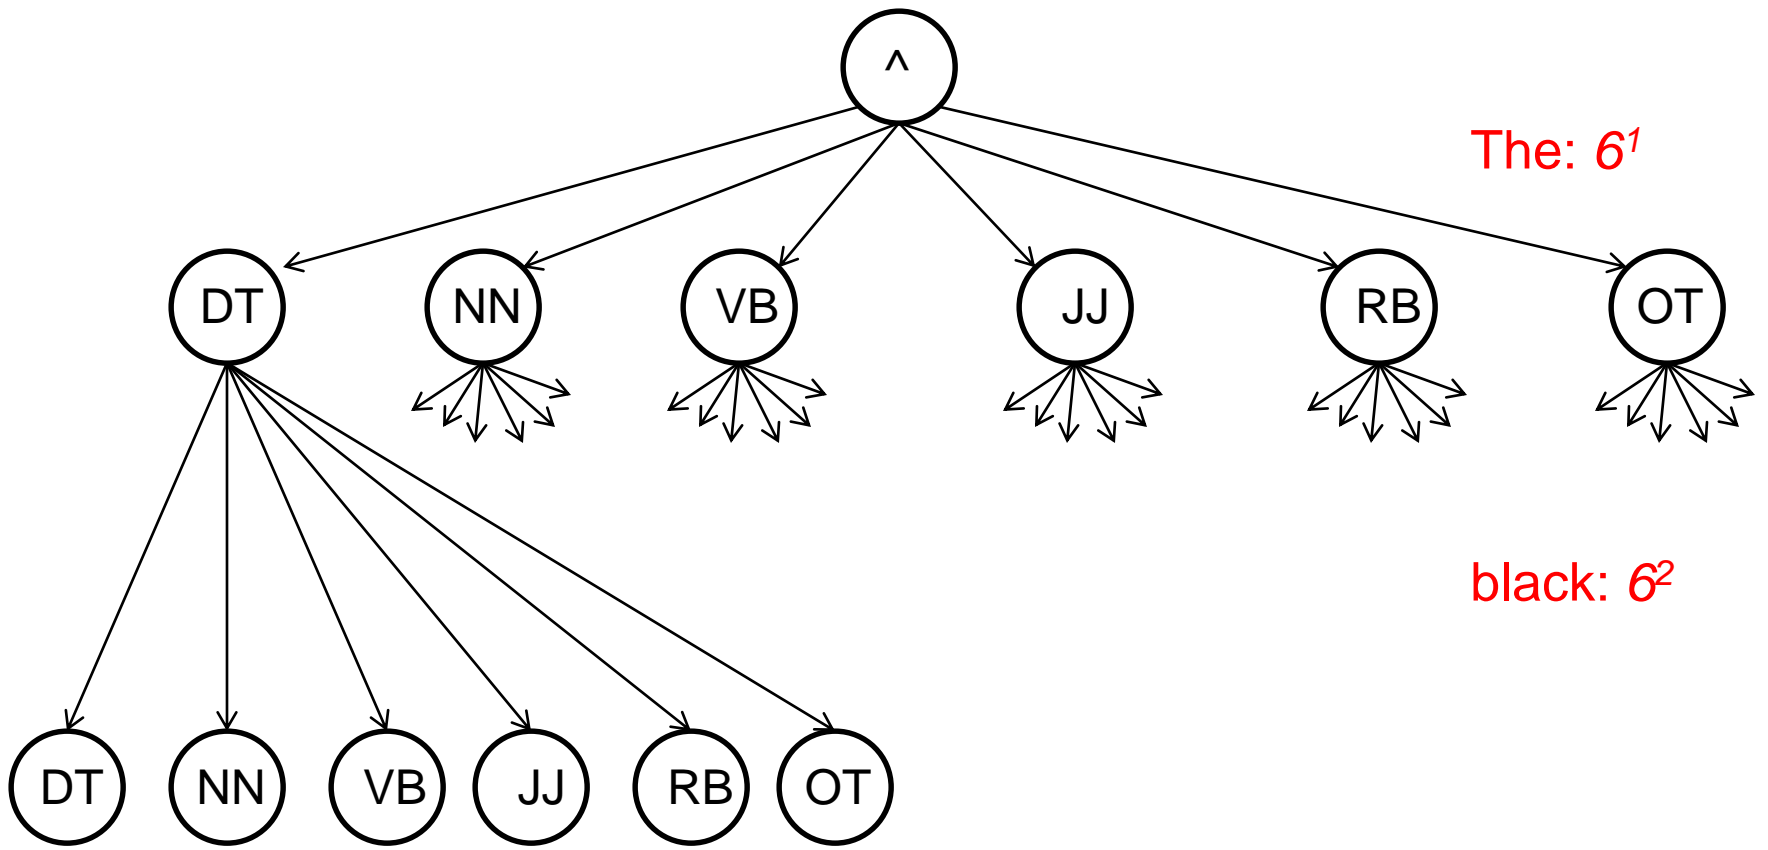 ^
The: 6¹
DT NN VB JJ RB OT
black: 6²
DT NN VB JJ RB OT